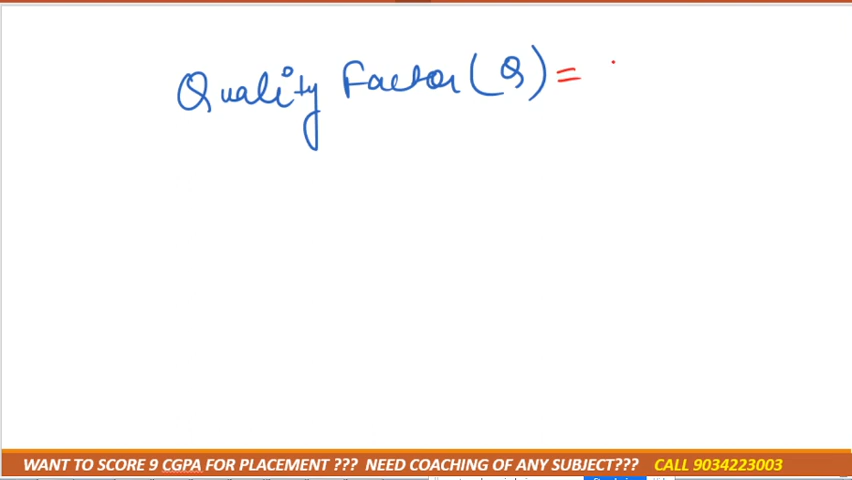 Quality Factor (Q) =
WANT TO SCORE 9 CGPA FOR PLACEMENT ??? NEED COACHING OF ANY SUBJECT??? CALL 9034223003